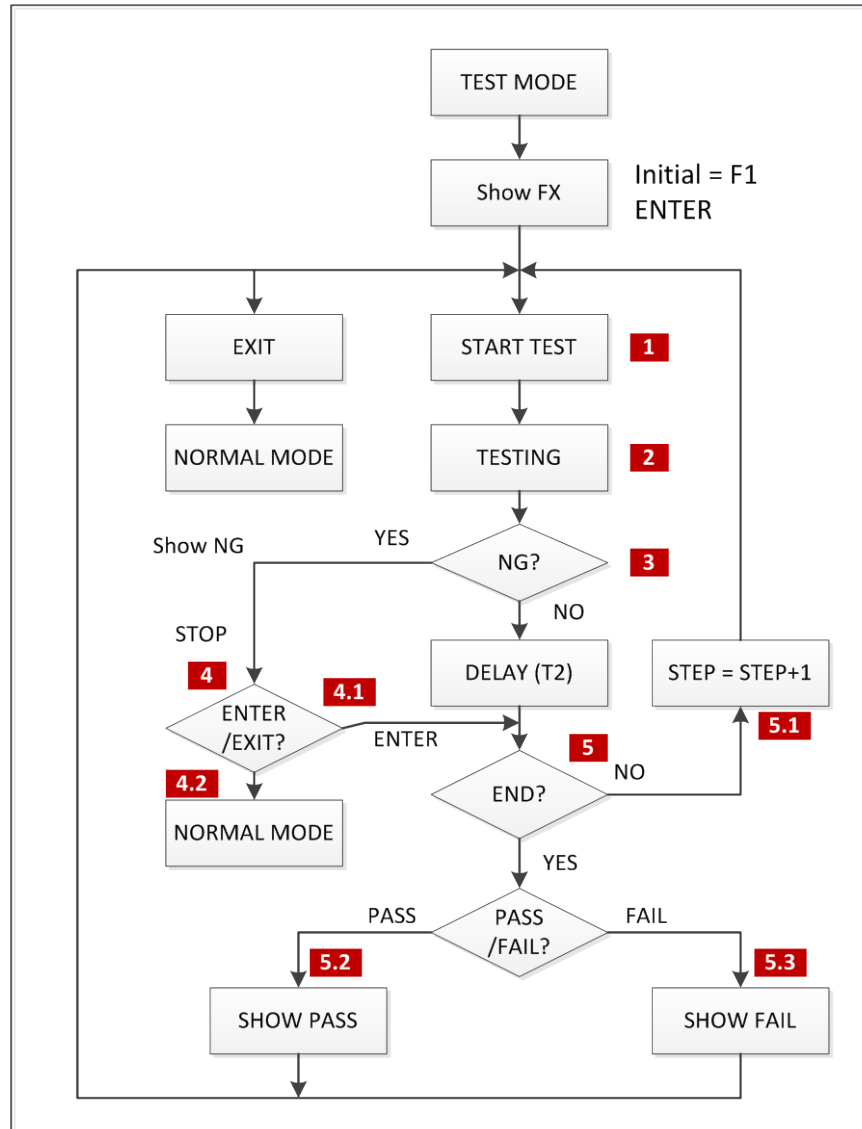 TEST MODE
Show FX
Initial = F1
ENTER
EXIT
START TEST
1
NORMAL MODE
TESTING
2
Show NG
YES
NG?
3
NO
STOP
DELAY (T2)
STEP = STEP+1
4
4.1
ENTER
/EXIT?
ENTER
5
5.1
NO
4.2
END?
NORMAL MODE
YES
PASS
PASS
/FAIL?
FAIL
5.2
5.3
SHOW PASS
SHOW FAIL